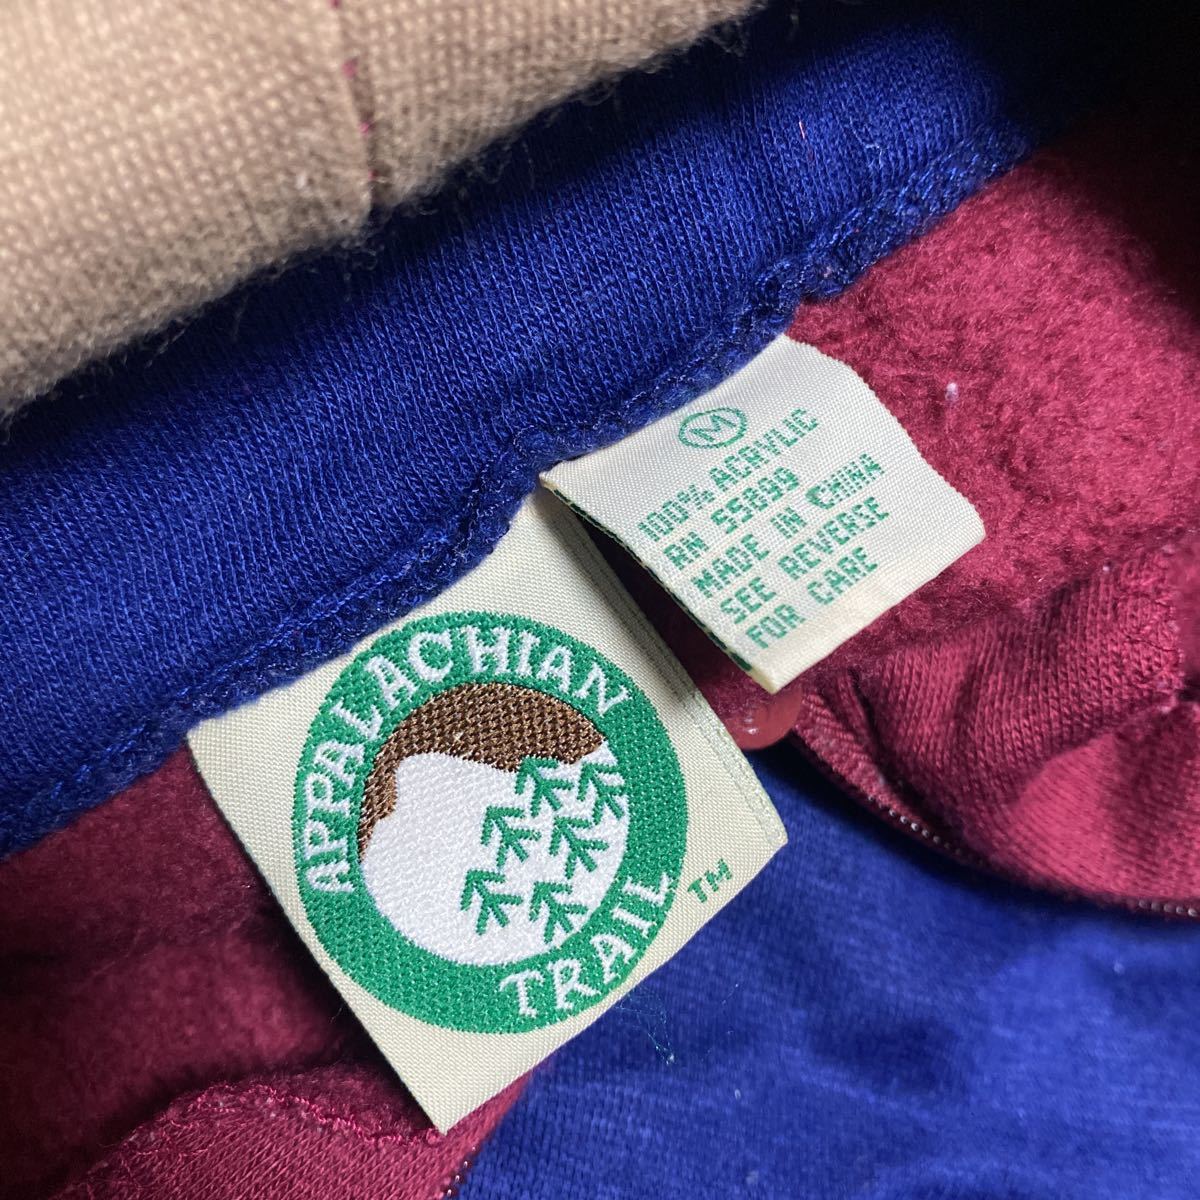 APPALACHIAN
TRAIL
TM
M
100% ACRYLIC
RN 55899
MADE IN CHINA
SEE REVERSE
FOR CARE